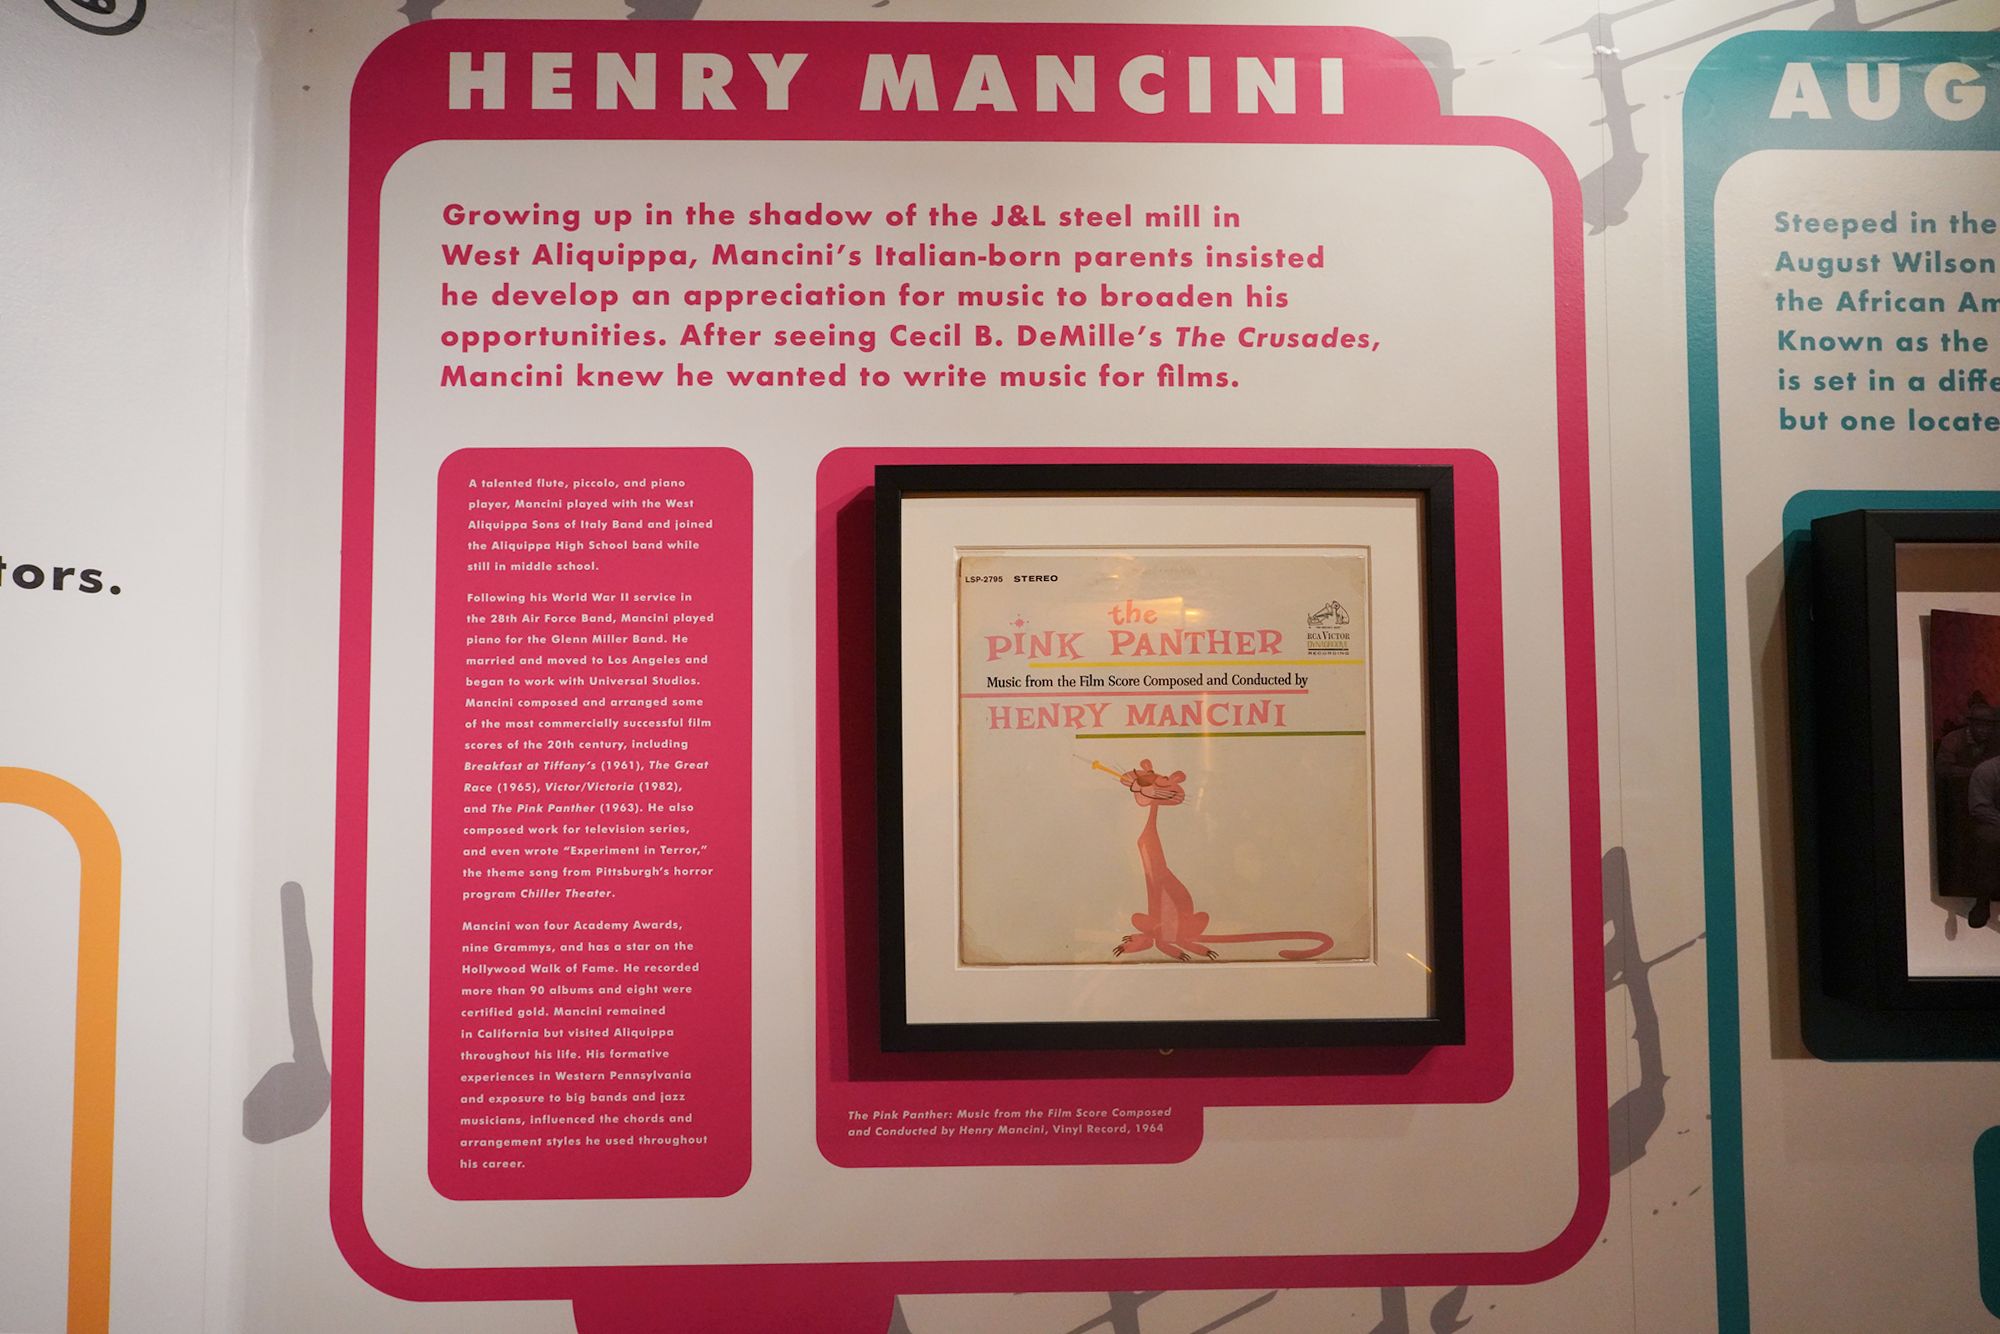 HENRY MANCINI
Growing up in the shadow of the J&L steel mill in
West Aliquippa, Mancini's Italian-born parents insisted
he develop an appreciation for music to broaden his
opportunities. After seeing Cecil B. DeMille's The Crusades,
Mancini knew he wanted to write music for films.
A talented flute, piccolo, and piano
player, Mancini played with the West
Aliquippa Sons of Italy Band and joined
the Aliquippa High School band while
still in middle school.
Following his World War II service in
the 28th Air Force Band, Mancini played
piano for the Glenn Miller Band. He
married and moved to Los Angeles and
began to work with Universal Studios.
Mancini composed and arranged some
of the most commercially successful film
scores of the 20th century, including
Breakfast at Tiffany's (1961), The Great
Race (1965), Victor/Victoria (1982),
and The Pink Panther (1963). He also
composed work for television series,
and even wrote "Experiment in Terror,"
the theme song from Pittsburgh's horror
program Chiller Theater.
Mancini won four Academy Awards,
nine Grammys, and has a star on the
Hollywood Walk of Fame. He recorded
more than 90 albums and eight were
certified gold. Mancini remained
in California but visited Aliquippa
throughout his life. His formative
experiences in Western Pennsylvania
and exposure to big bands and jazz
musicians, influenced the chords and
arrangement styles he used throughout
his career.
LSP-2795 STEREO
the
PINK PANTHER
RCA VICTOR
DYNAGROOVE
RECORDING
Music from the Film Score Composed and Conducted by
HENRY MANCINI
The Pink Panther: Music from the Film Score Composed
and Conducted by Henry Mancini, Vinyl Record, 1964
tors.
AUG
Steeped in the
August Wilson
the African Am
Known as the
is set in a diffe
but one locate